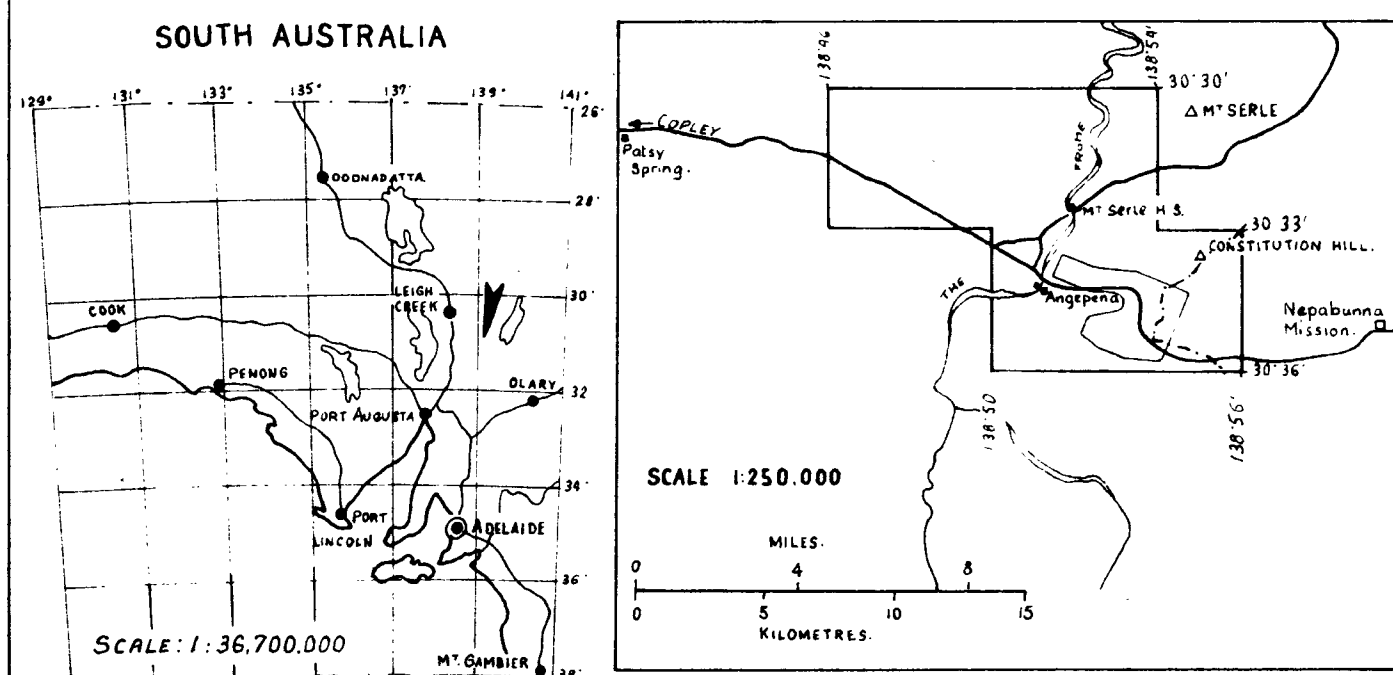 SOUTH AUSTRALIA
129° 131° 133° 135° 137° 139° 141°
26°
OODNADATTA
28°
LEIGH
CREEK
30°
COOK
PENONG
OLARY
32
PORT AUGUSTA
34°
PORT
LINCOLN
ADELAIDE
36°
SCALE: 1:36,700,000
MT. GAMBIER
38°
138°46
138°54'
30°30'
△ MT SERLE
COPLEY
Patsy
Spring.
FROME
MT Serle H.S.
30 33'
CONSTITUTION HILL.
THE
Angepena
Nepabunna
Mission.
30°36'
138°50
138°56'
SCALE 1:250,000
MILES.
0 4 8
0 5 10 15
KILOMETRES.